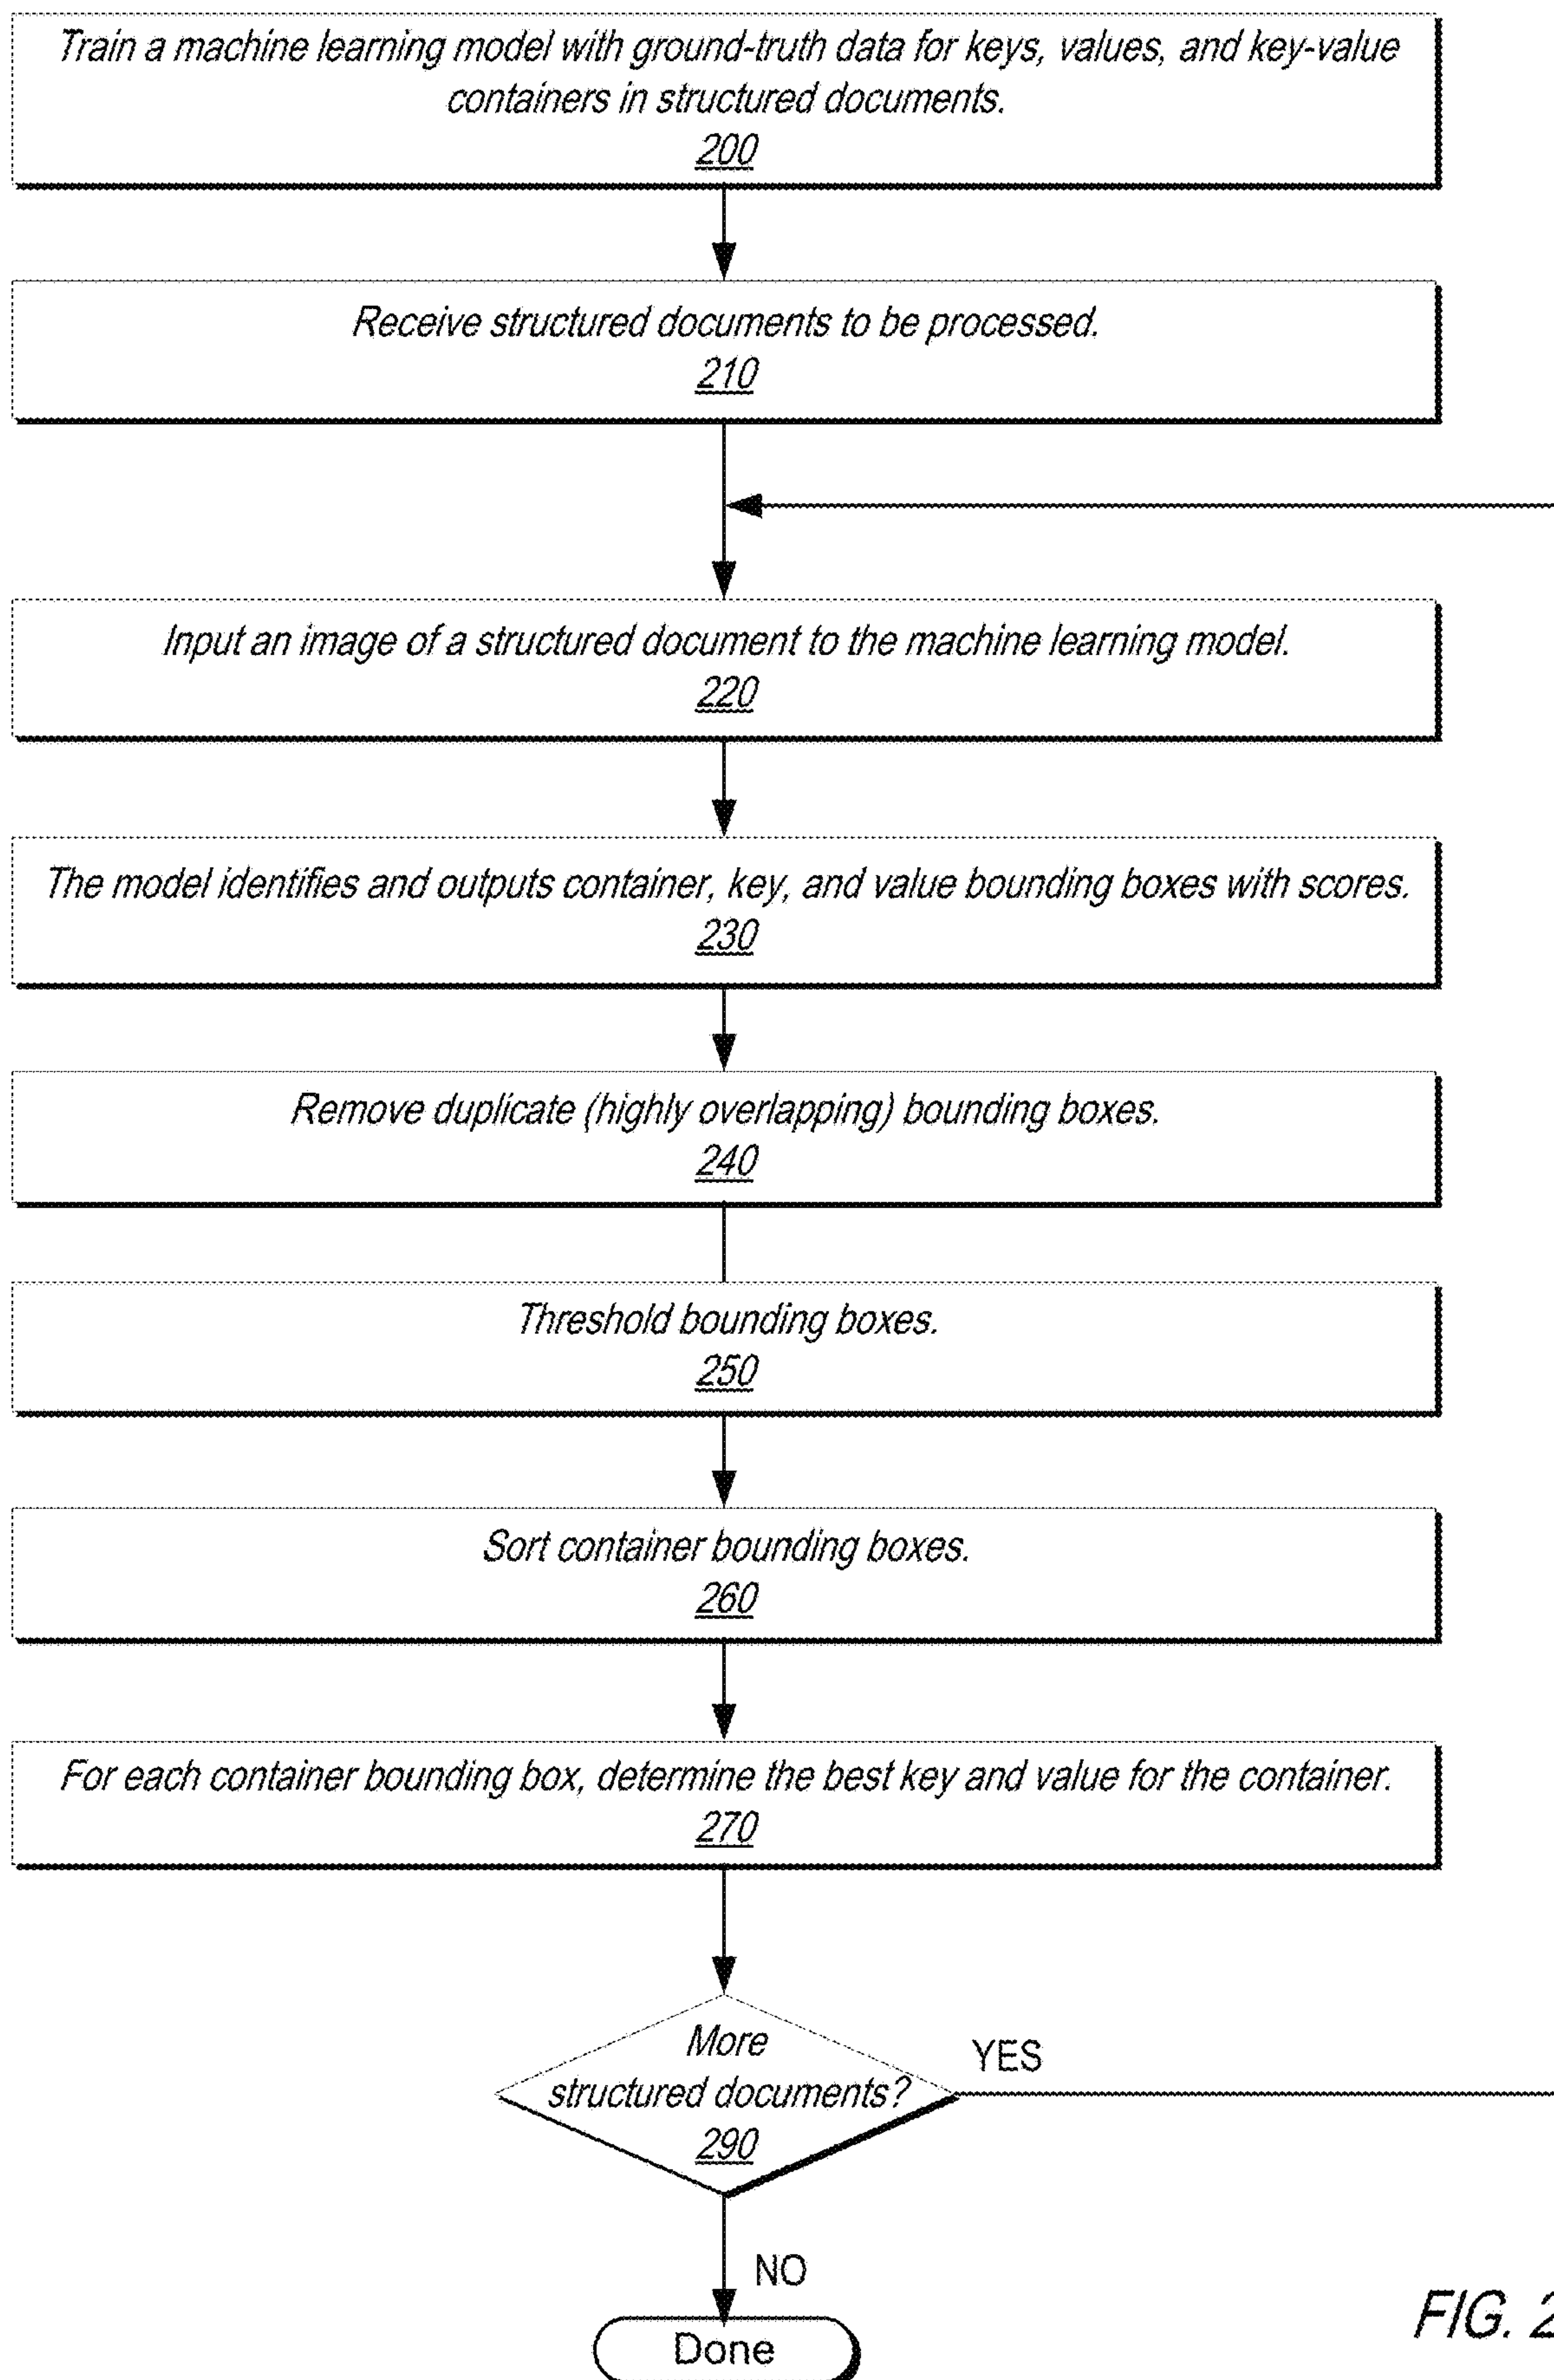 Train a machine learning model with ground-truth data for keys, values, and key-value
containers in structured documents.
200
Receive structured documents to be processed.
210
Input an image of a structured document to the machine learning model.
220
The model identifies and outputs container, key, and value bounding boxes with scores.
230
Remove duplicate (highly overlapping) bounding boxes.
240
Threshold bounding boxes.
250
Sort container bounding boxes.
260
For each container bounding box, determine the best key and value for the container.
270
More
structured documents?
290
YES
NO
Done
FIG. 2